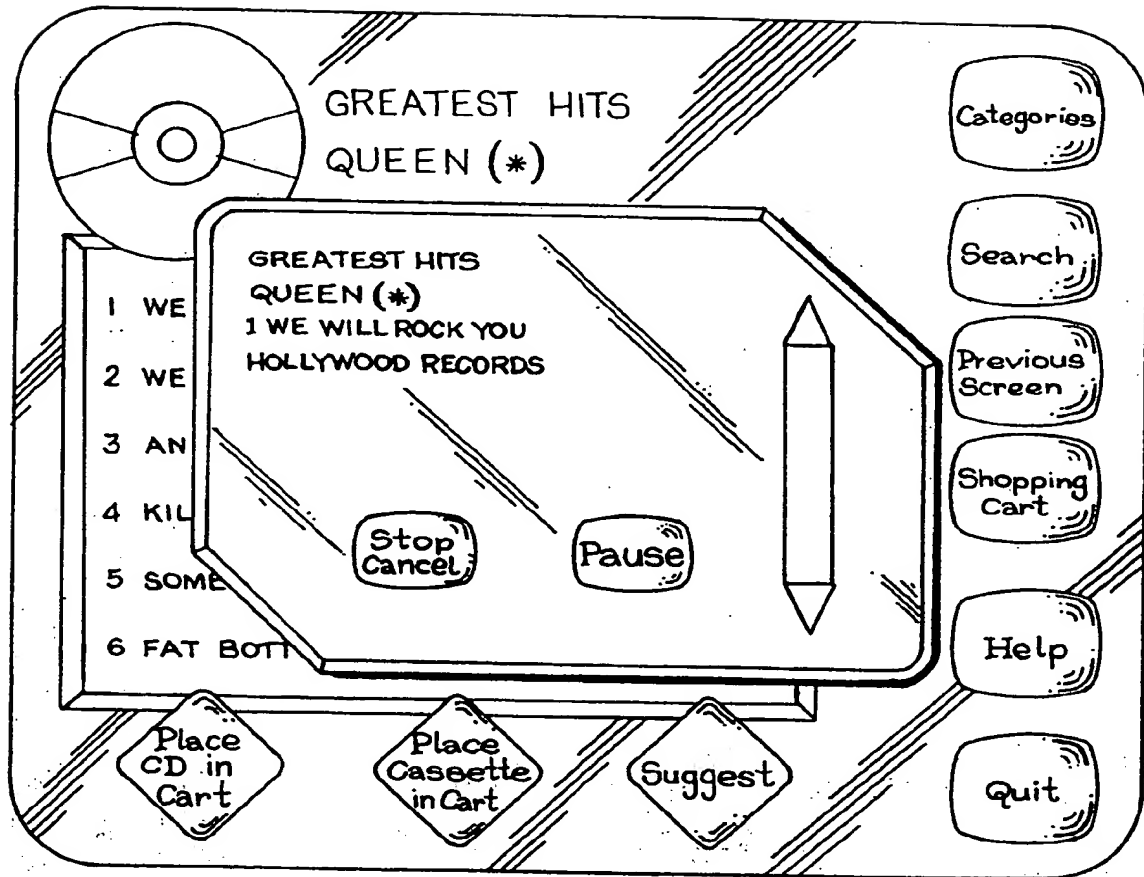 GREATEST HITS
QUEEN (*)
GREATEST HITS
QUEEN (*)
1 WE WILL ROCK YOU
HOLLYWOOD RECORDS
Stop
Cancel
Pause
1 WE
2 WE
3 AN
4 KIL
5 SOME
6 FAT BOTT
Place
CD in
Cart
Place
Cassette
in Cart
Suggest
Categories
Search
Previous
Screen
Shopping
Cart
Help
Quit